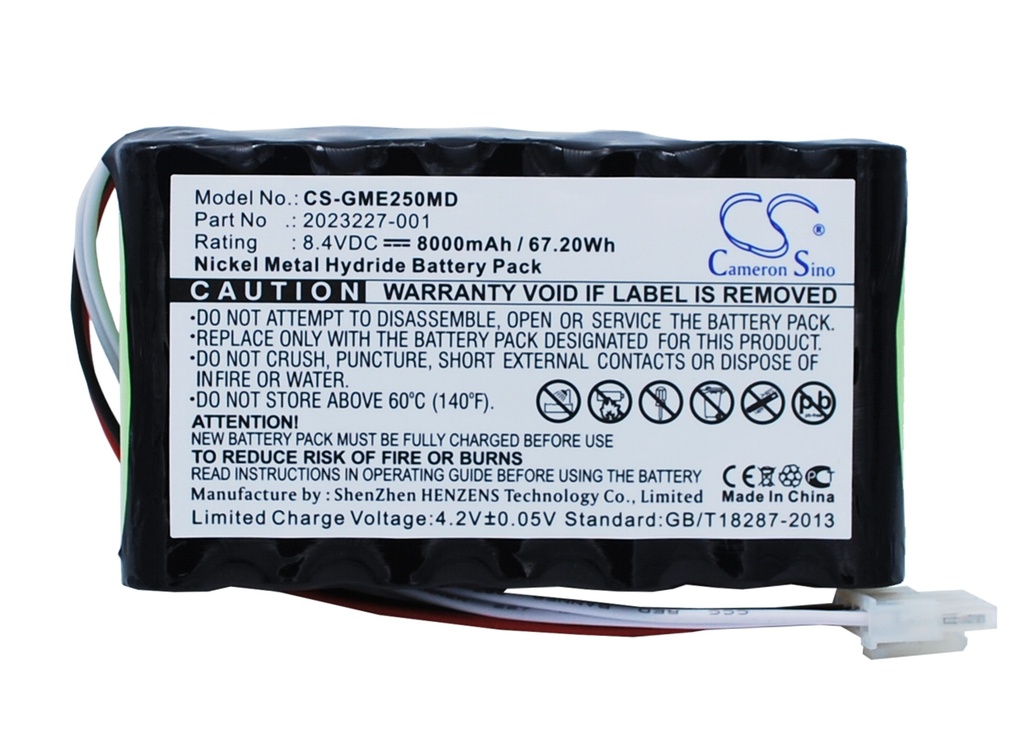 Model No.: CS-GME250MD
Part No .: 2023227-001
Rating : 8.4VDC 8000mAh / 67.20Wh
Nickel Metal Hydride Battery Pack
CS ®
Cameron Sino
CAUTION WARRANTY VOID IF LABEL IS REMOVED
•DO NOT ATTEMPT TO DISASSEMBLE, OPEN OR SERVICE THE BATTERY PACK.
•REPLACE ONLY WITH THE BATTERY PACK DESIGNATED FOR THIS PRODUCT.
•DO NOT CRUSH, PUNCTURE, SHORT EXTERNAL CONTACTS OR DISPOSE OF
INFIRE OR WATER.
•DO NOT STORE ABOVE 60°C (140°F).
Pb
ATTENTION!
NEW BATTERY PACK MUST BE FULLY CHARGED BEFORE USE
TO REDUCE RISK OF FIRE OR BURNS
READ INSTRUCTIONS IN OPERATING GUIDE BEFORE USING THE BATTERY
CE
Manufacture by : ShenZhen HENZENS Technology Co., Limited
Made In China
Limited Charge Voltage:4.2V±0.05V Standard:GB/T18287-2013